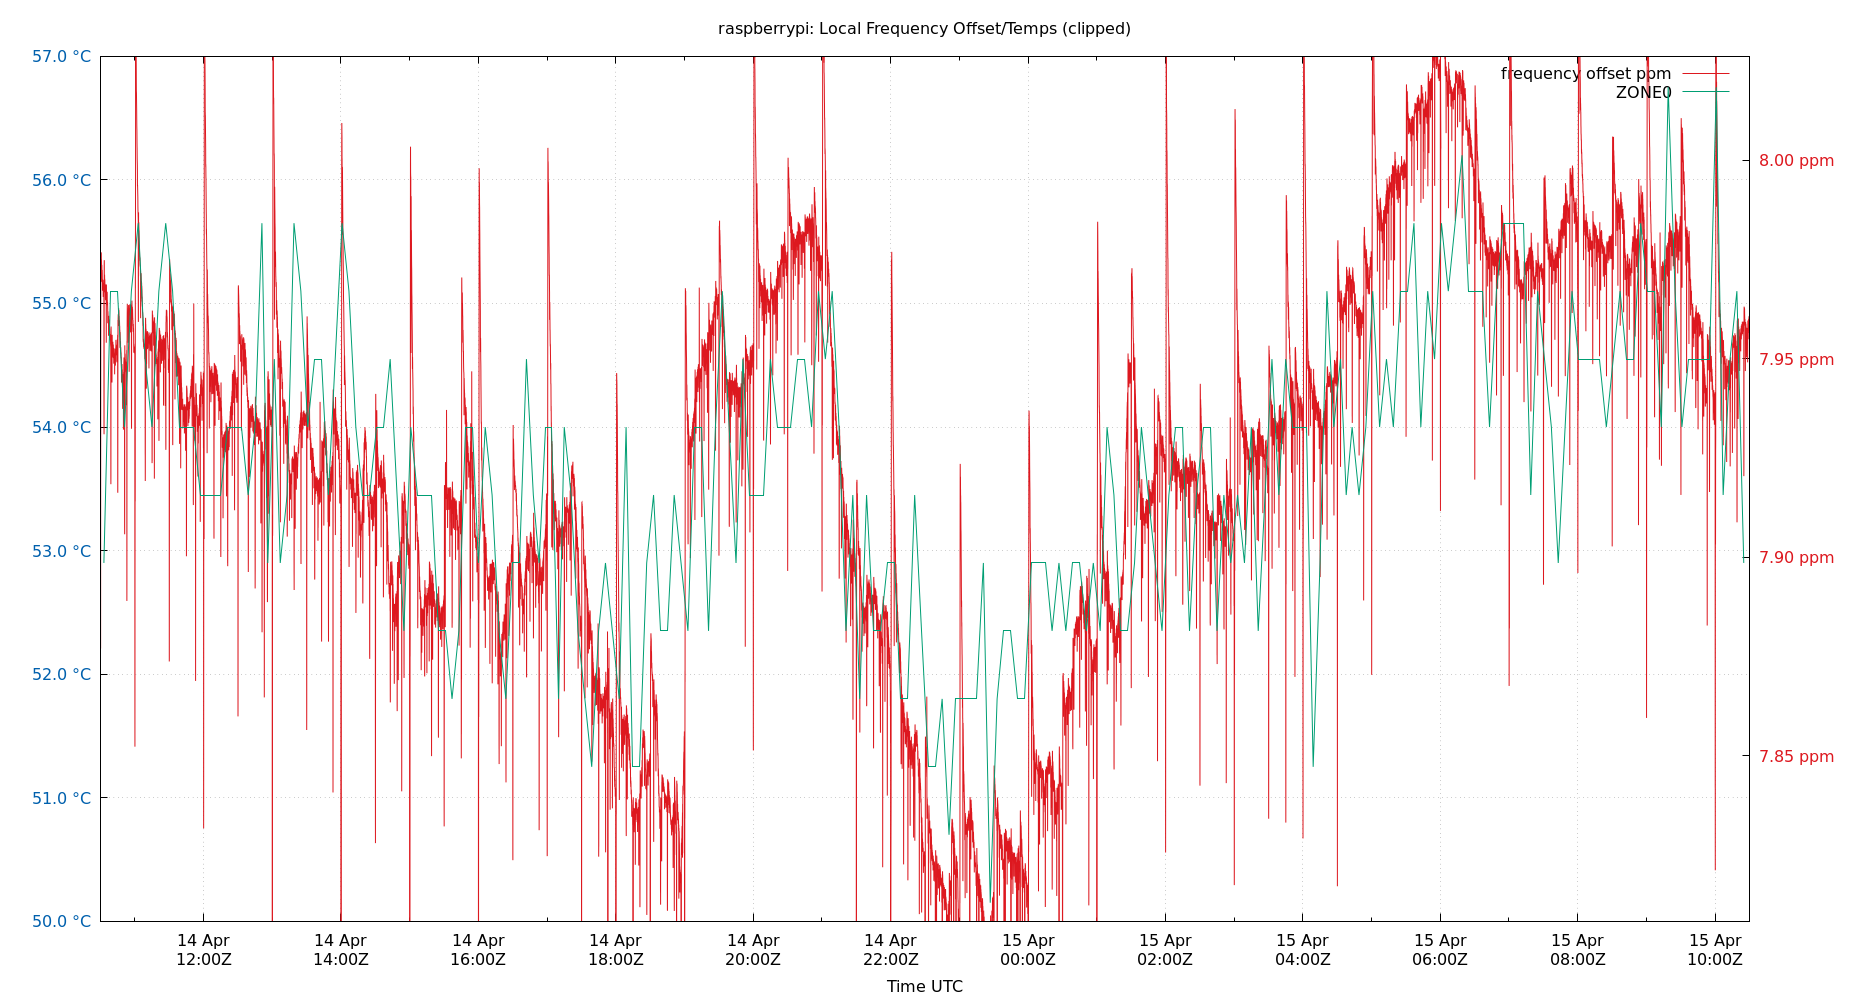 raspberrypi: Local Frequency Offset/Temps (clipped)
frequency offset ppm
ZONE0
57.0 °C
56.0 °C
55.0 °C
54.0 °C
53.0 °C
52.0 °C
51.0 °C
50.0 °C
8.00 ppm
7.95 ppm
7.90 ppm
7.85 ppm
14 Apr 14 Apr 14 Apr 14 Apr 14 Apr 14 Apr 15 Apr 15 Apr 15 Apr 15 Apr 15 Apr 15 Apr
12:00Z 14:00Z 16:00Z 18:00Z 20:00Z 22:00Z 00:00Z 02:00Z 04:00Z 06:00Z 08:00Z 10:00Z
Time UTC